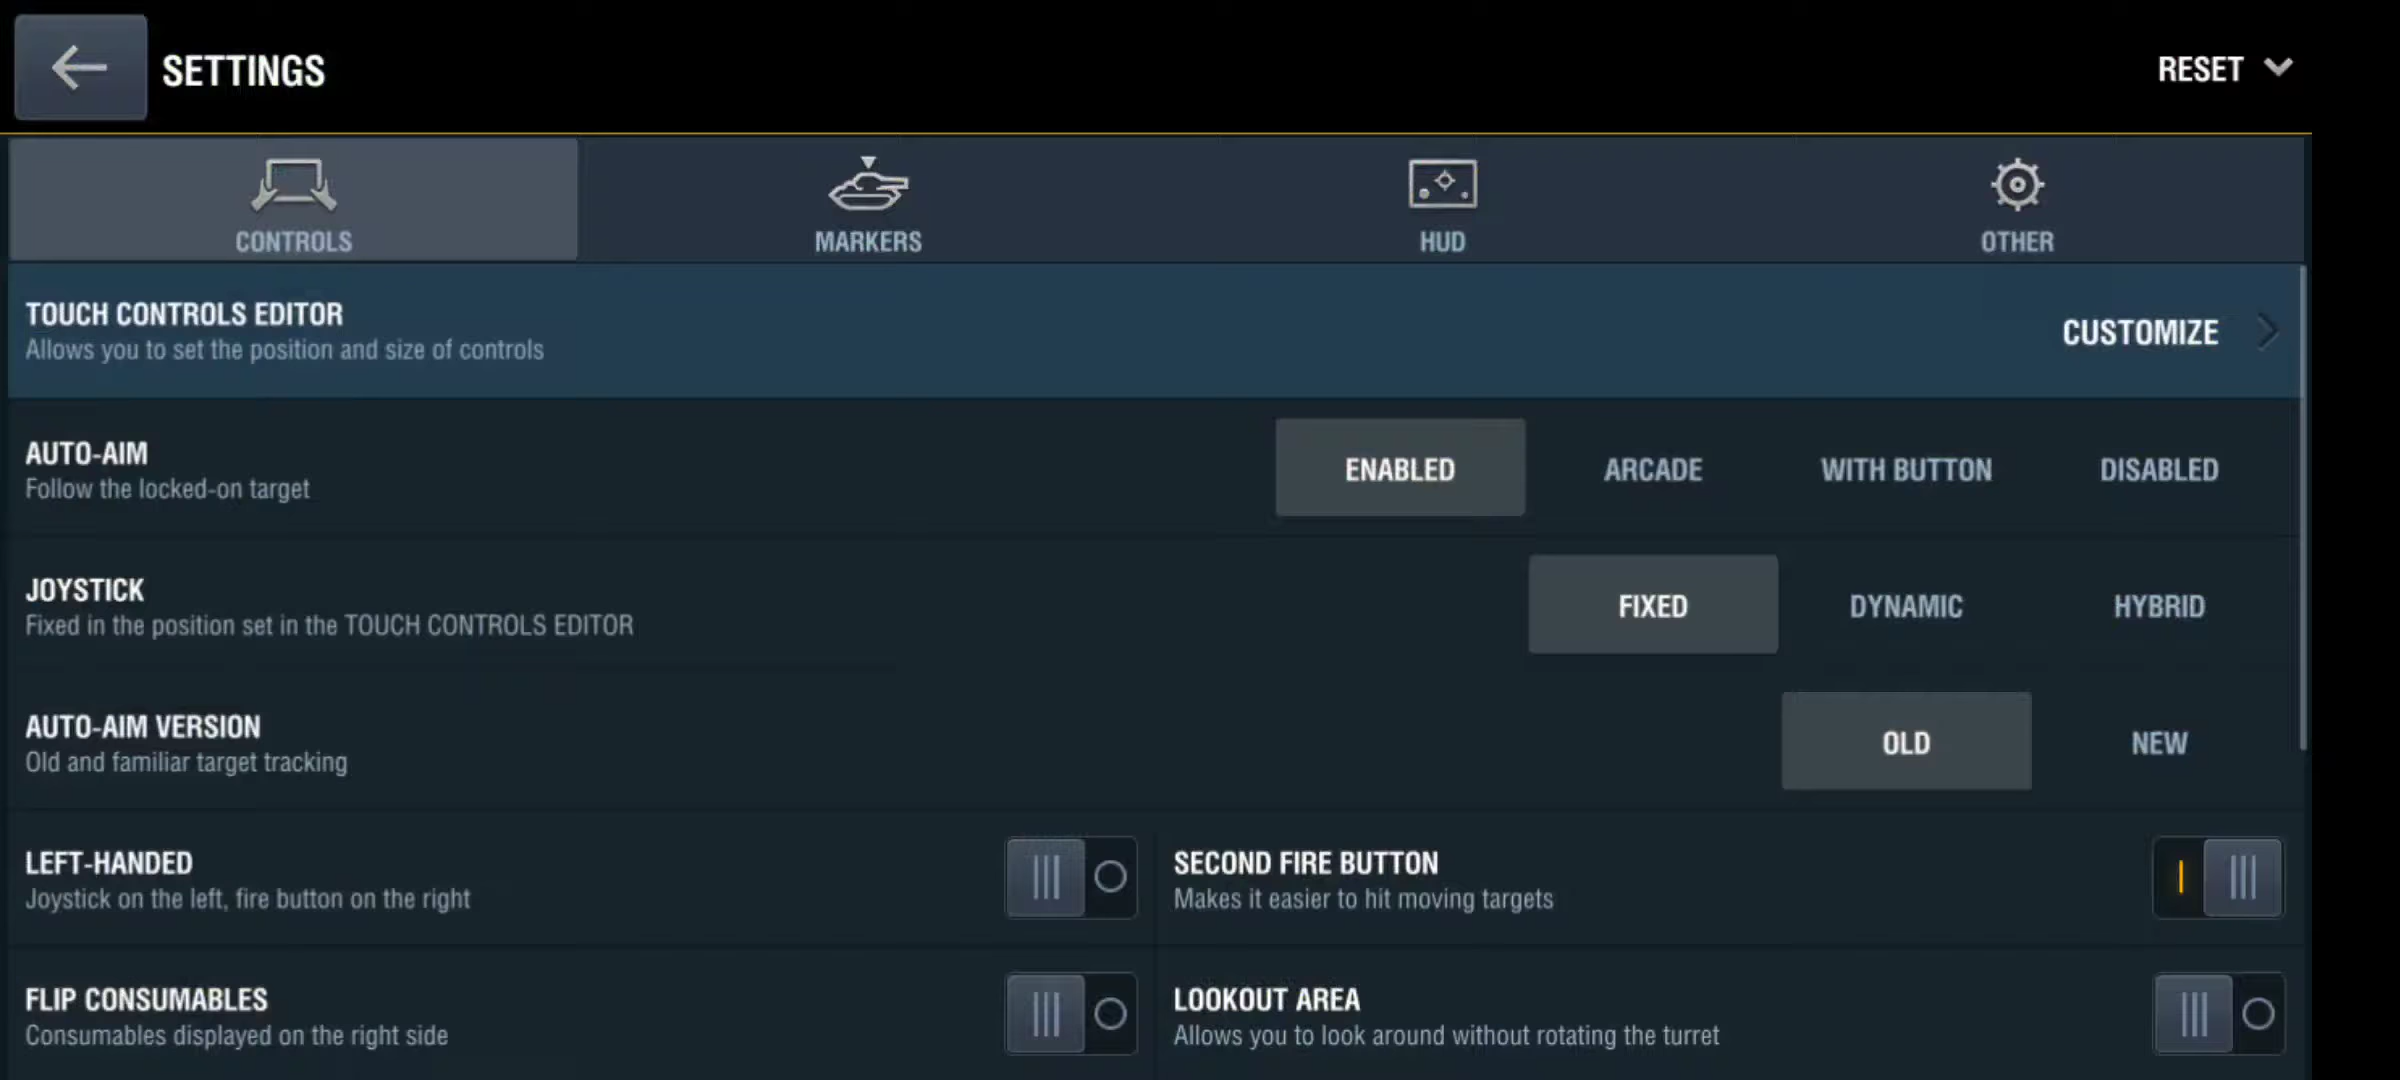 SETTINGS
RESET
CONTROLS
MARKERS
HUD
OTHER
TOUCH CONTROLS EDITOR
Allows you to set the position and size of controls
CUSTOMIZE
AUTO-AIM
Follow the locked-on target
ENABLED
ARCADE
WITH BUTTON
DISABLED
JOYSTICK
Fixed in the position set in the TOUCH CONTROLS EDITOR
FIXED
DYNAMIC
HYBRID
AUTO-AIM VERSION
Old and familiar target tracking
OLD
NEW
LEFT-HANDED
Joystick on the left, fire button on the right
SECOND FIRE BUTTON
Makes it easier to hit moving targets
FLIP CONSUMABLES
Consumables displayed on the right side
LOOKOUT AREA
Allows you to look around without rotating the turret